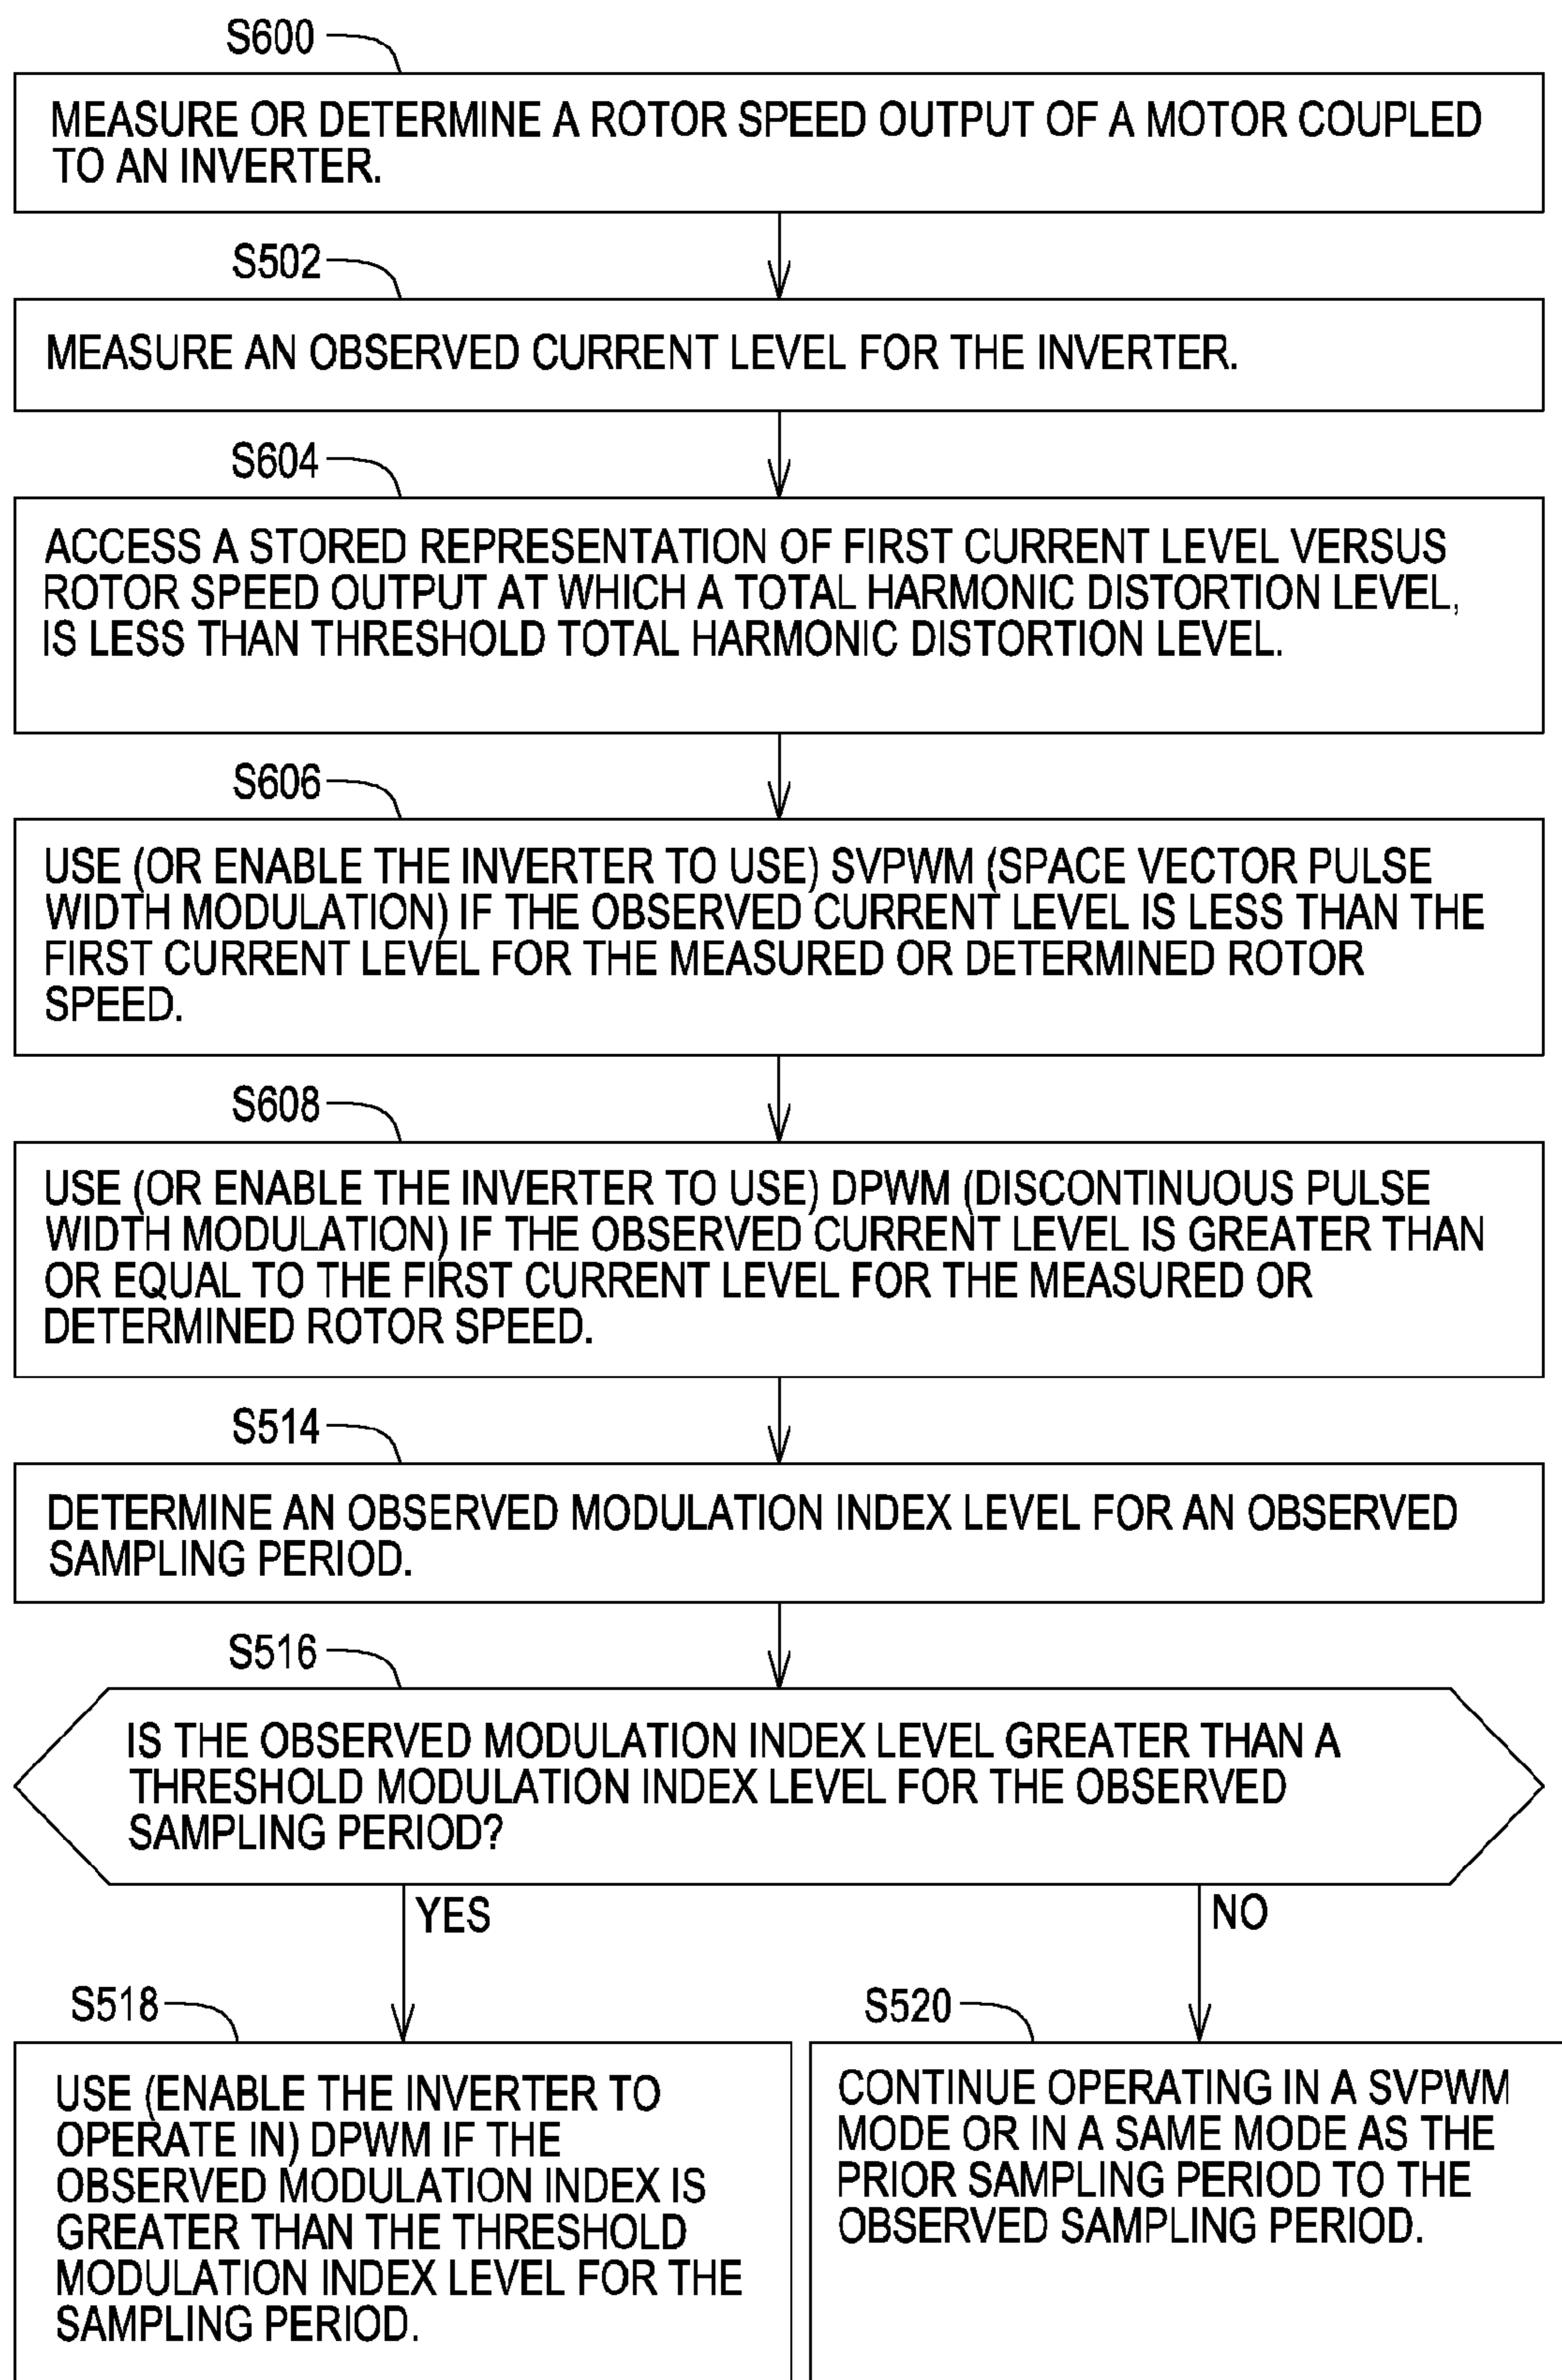 S600
MEASURE OR DETERMINE A ROTOR SPEED OUTPUT OF A MOTOR COUPLED
TO AN INVERTER.
S502
MEASURE AN OBSERVED CURRENT LEVEL FOR THE INVERTER.
S604
ACCESS A STORED REPRESENTATION OF FIRST CURRENT LEVEL VERSUS
ROTOR SPEED OUTPUT AT WHICH A TOTAL HARMONIC DISTORTION LEVEL,
IS LESS THAN THRESHOLD TOTAL HARMONIC DISTORTION LEVEL.
S606
USE (OR ENABLE THE INVERTER TO USE) SVPWM (SPACE VECTOR PULSE
WIDTH MODULATION) IF THE OBSERVED CURRENT LEVEL IS LESS THAN THE
FIRST CURRENT LEVEL FOR THE MEASURED OR DETERMINED ROTOR
SPEED.
S608
USE (OR ENABLE THE INVERTER TO USE) DPWM (DISCONTINUOUS PULSE
WIDTH MODULATION) IF THE OBSERVED CURRENT LEVEL IS GREATER THAN
OR EQUAL TO THE FIRST CURRENT LEVEL FOR THE MEASURED OR
DETERMINED ROTOR SPEED.
S514
DETERMINE AN OBSERVED MODULATION INDEX LEVEL FOR AN OBSERVED
SAMPLING PERIOD.
S516
IS THE OBSERVED MODULATION INDEX LEVEL GREATER THAN A
THRESHOLD MODULATION INDEX LEVEL FOR THE OBSERVED
SAMPLING PERIOD?
YES
NO
S518
USE (ENABLE THE INVERTER TO
OPERATE IN) DPWM IF THE
OBSERVED MODULATION INDEX IS
GREATER THAN THE THRESHOLD
MODULATION INDEX LEVEL FOR THE
SAMPLING PERIOD.
S520
CONTINUE OPERATING IN A SVPWM
MODE OR IN A SAME MODE AS THE
PRIOR SAMPLING PERIOD TO THE
OBSERVED SAMPLING PERIOD.